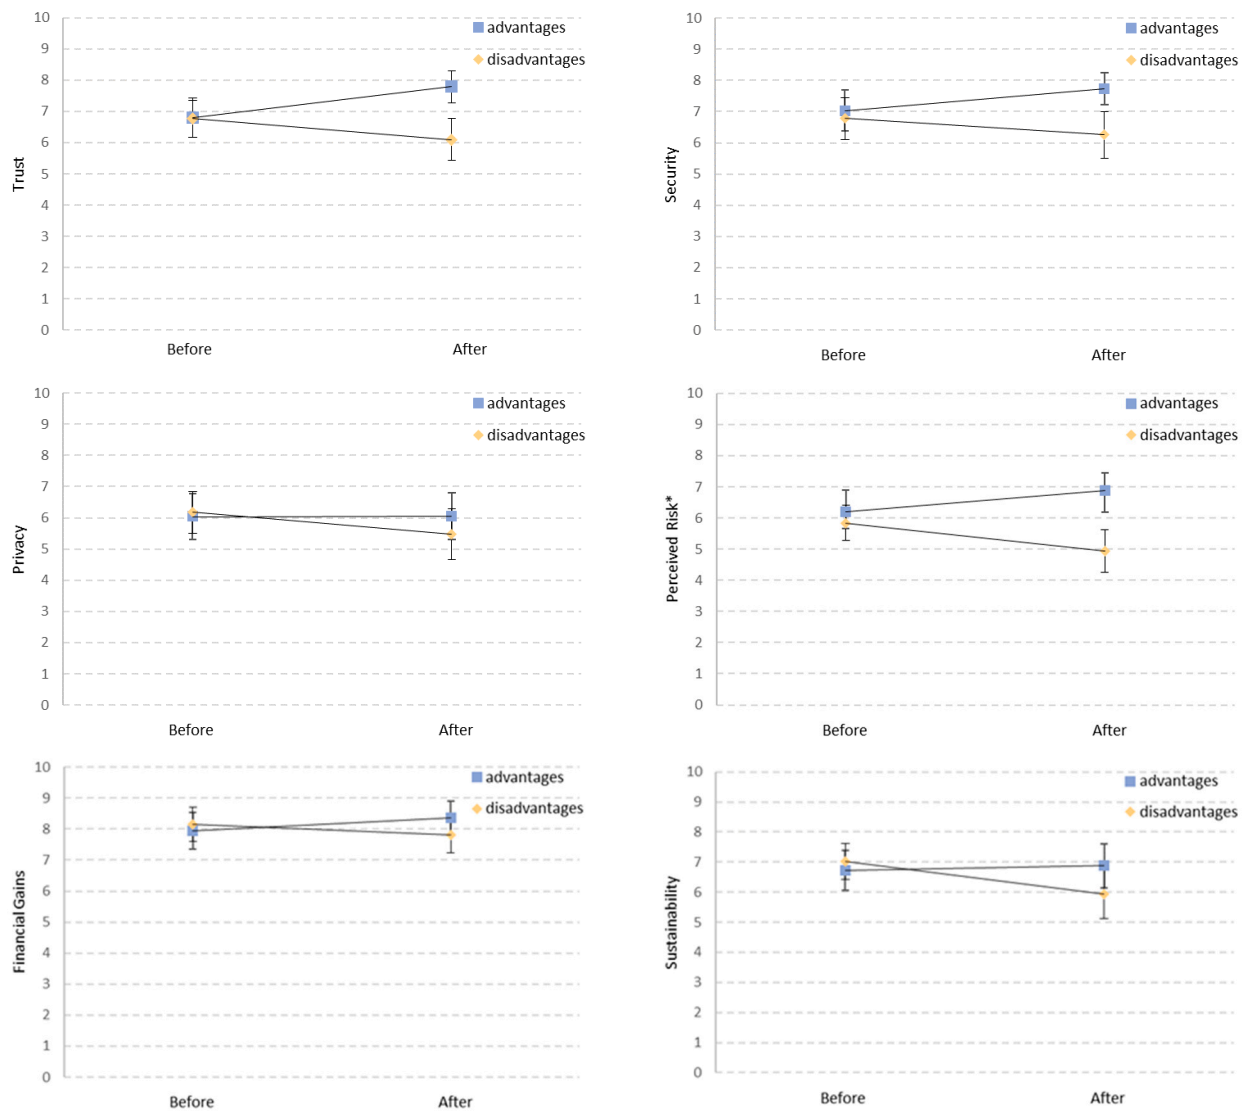 10
9
8
7
6
5
4
3
2
1
0
Trust
advantages
disadvantages
Before After
10
9
8
7
6
5
4
3
2
1
0
Security
advantages
disadvantages
Before After
10
9
8
7
6
5
4
3
2
1
0
Privacy
advantages
disadvantages
Before After
10
9
8
7
6
5
4
3
2
1
0
Perceived Risk*
advantages
disadvantages
Before After
10
9
8
7
6
5
4
3
2
1
0
Financial Gains
advantages
disadvantages
Before After
10
9
8
7
6
5
4
3
2
1
0
Sustainability
advantages
disadvantages
Before After